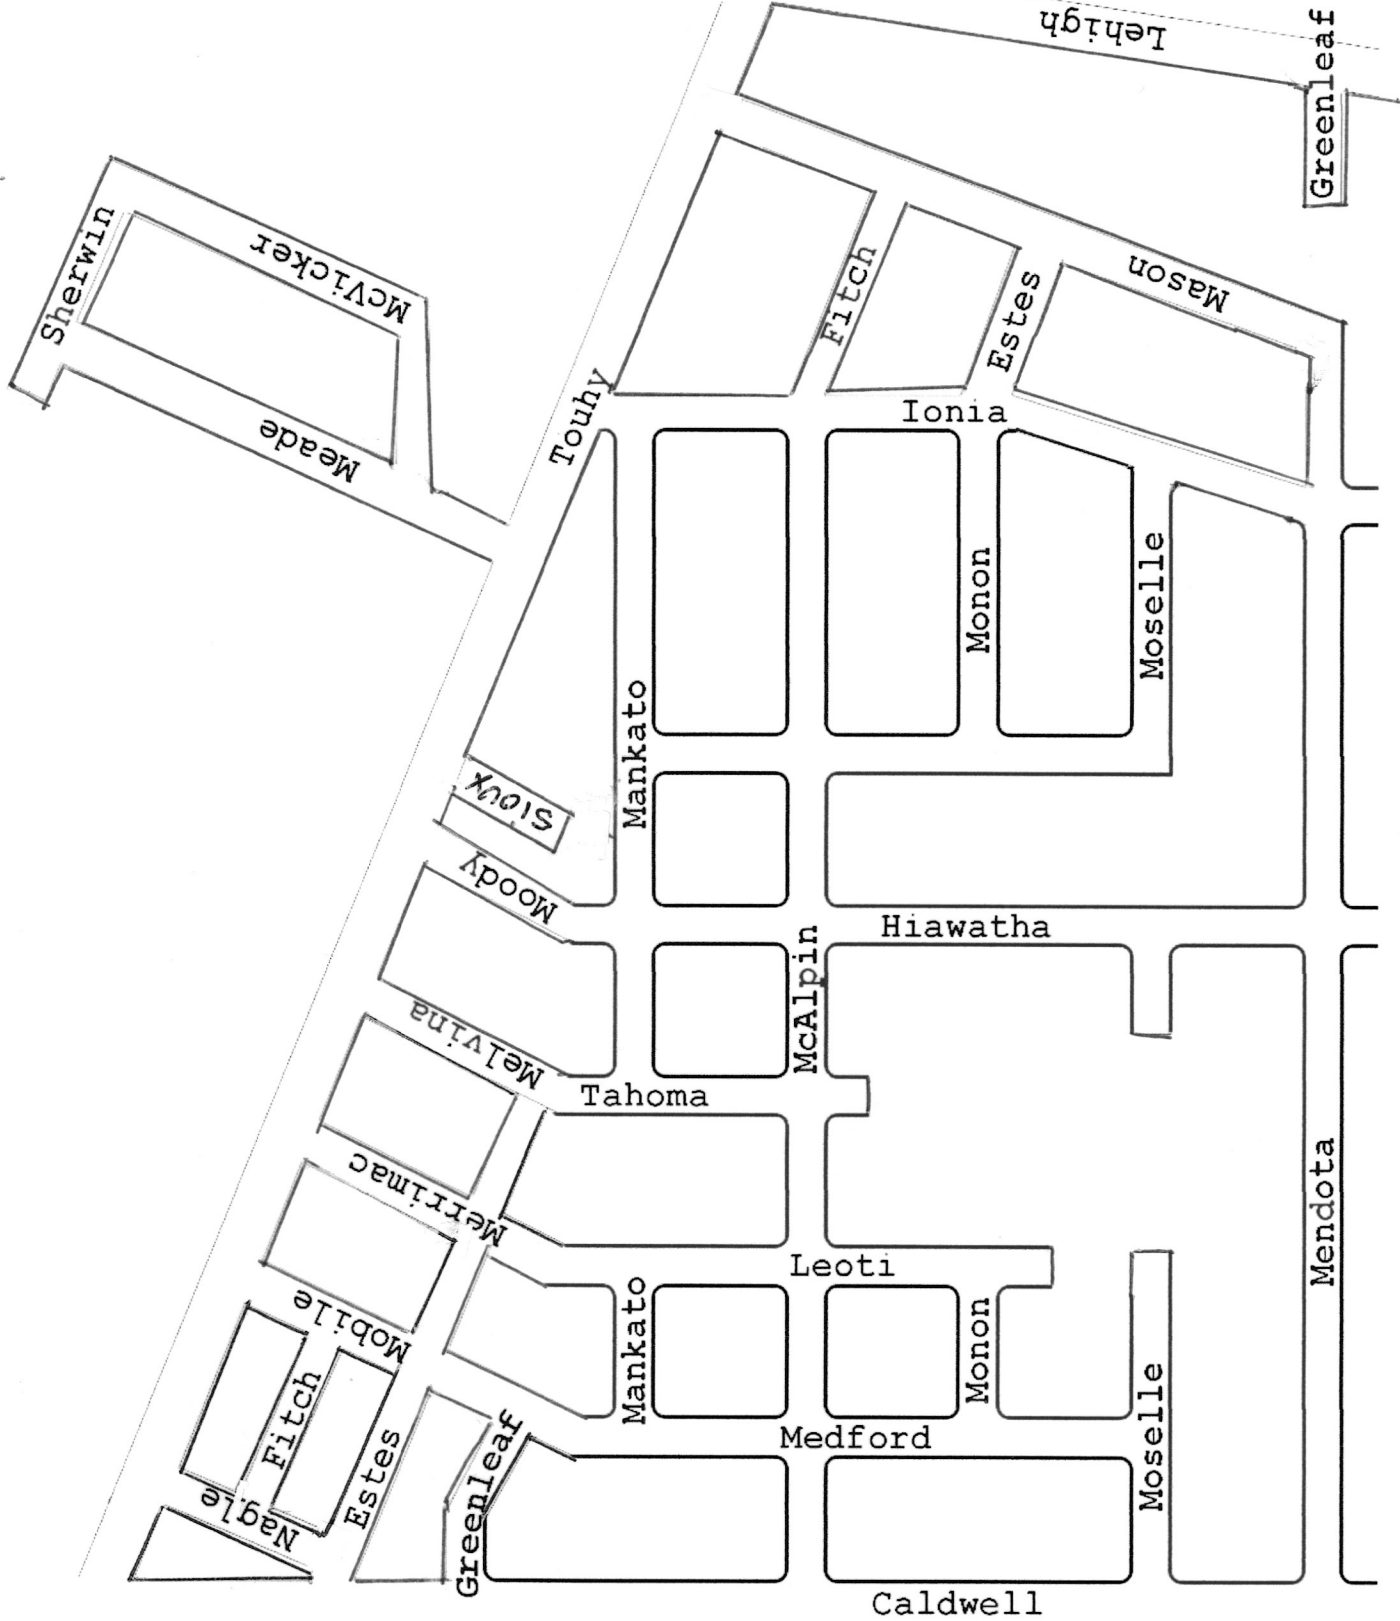 Lehigh
Greenleaf
Sherwin
McVicker
Mason
Fitch
Estes
Touhy
Ionia
Meade
Monon
Moselle
Mankato
Sioux
Moody
Hiawatha
McAlpin
Melvina
Tahoma
Merrimac
Mendota
Leoti
Mobile
Mankato
Monon
Fitch
Medford
Moselle
Estes
Greenleaf
Nagle
Caldwell